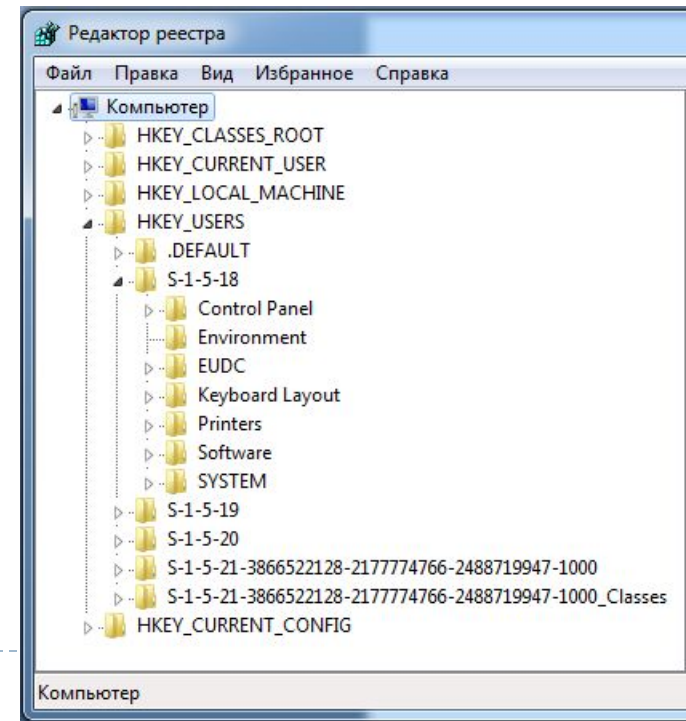 Редактор реестра
Файл Правка Вид Избранное Справка
Компьютер
HKEY_CLASSES_ROOT
HKEY_CURRENT_USER
HKEY_LOCAL_MACHINE
HKEY_USERS
.DEFAULT
S-1-5-18
Control Panel
Environment
EUDC
Keyboard Layout
Printers
Software
SYSTEM
S-1-5-19
S-1-5-20
S-1-5-21-3866522128-2177774766-2488719947-1000
S-1-5-21-3866522128-2177774766-2488719947-1000_Classes
HKEY_CURRENT_CONFIG
Компьютер